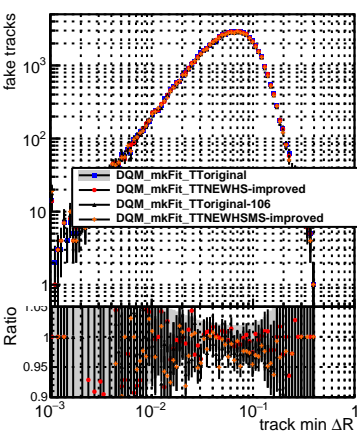 fake tracks
10³
10²
10
1
DQM_mkFit_TToriginal
DQM_mkFit_TTNEWHS-improved
DQM_mkFit_TToriginal-106
DQM_mkFit_TTNEWHSMS-improved
Ratio
1.05
1
0.95
0.9
10⁻³
10⁻²
10⁻¹
1
track min ΔR